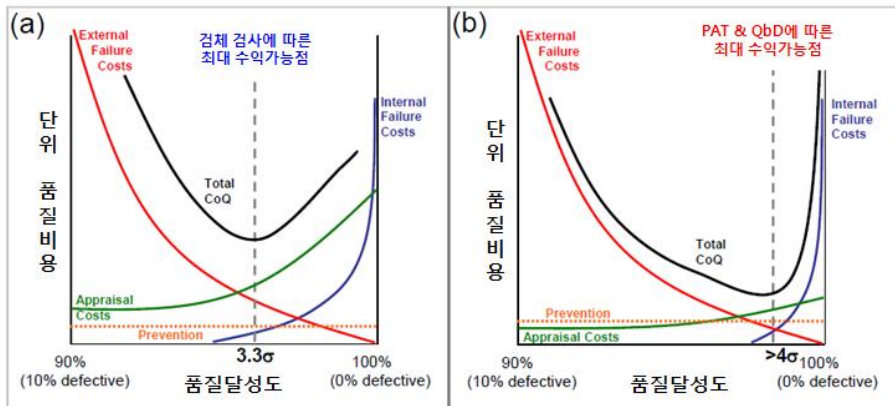 (a)
External
Failure
Costs
검체 검사에 따른
최대 수익가능점
Internal
Failure
Costs
단위 품질비용
Total
CoQ
Appraisal
Costs
Prevention
90%
(10% defective)
3.3σ
100%
(0% defective)
품질달성도
(b)
External
Failure
Costs
PAT & QbD에 따른
최대 수익가능점
Internal
Failure
Costs
단위 품질비용
Total
CoQ
Prevention
Appraisal Costs
90%
(10% defective)
>4σ
100%
(0% defective)
품질달성도